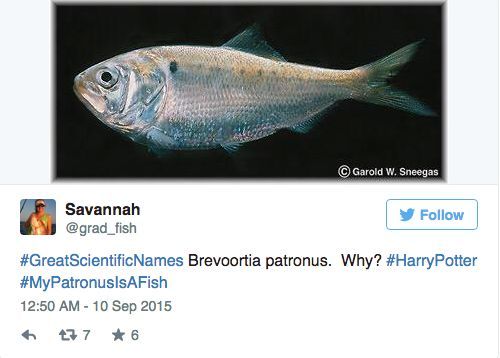 © Garold W. Sneegas
Savannah
@grad_fish
Follow
#GreatScientificNames Brevoortia patronus.  Why? #HarryPotter
#MyPatronusIsAFish
12:50 AM - 10 Sep 2015
7 6